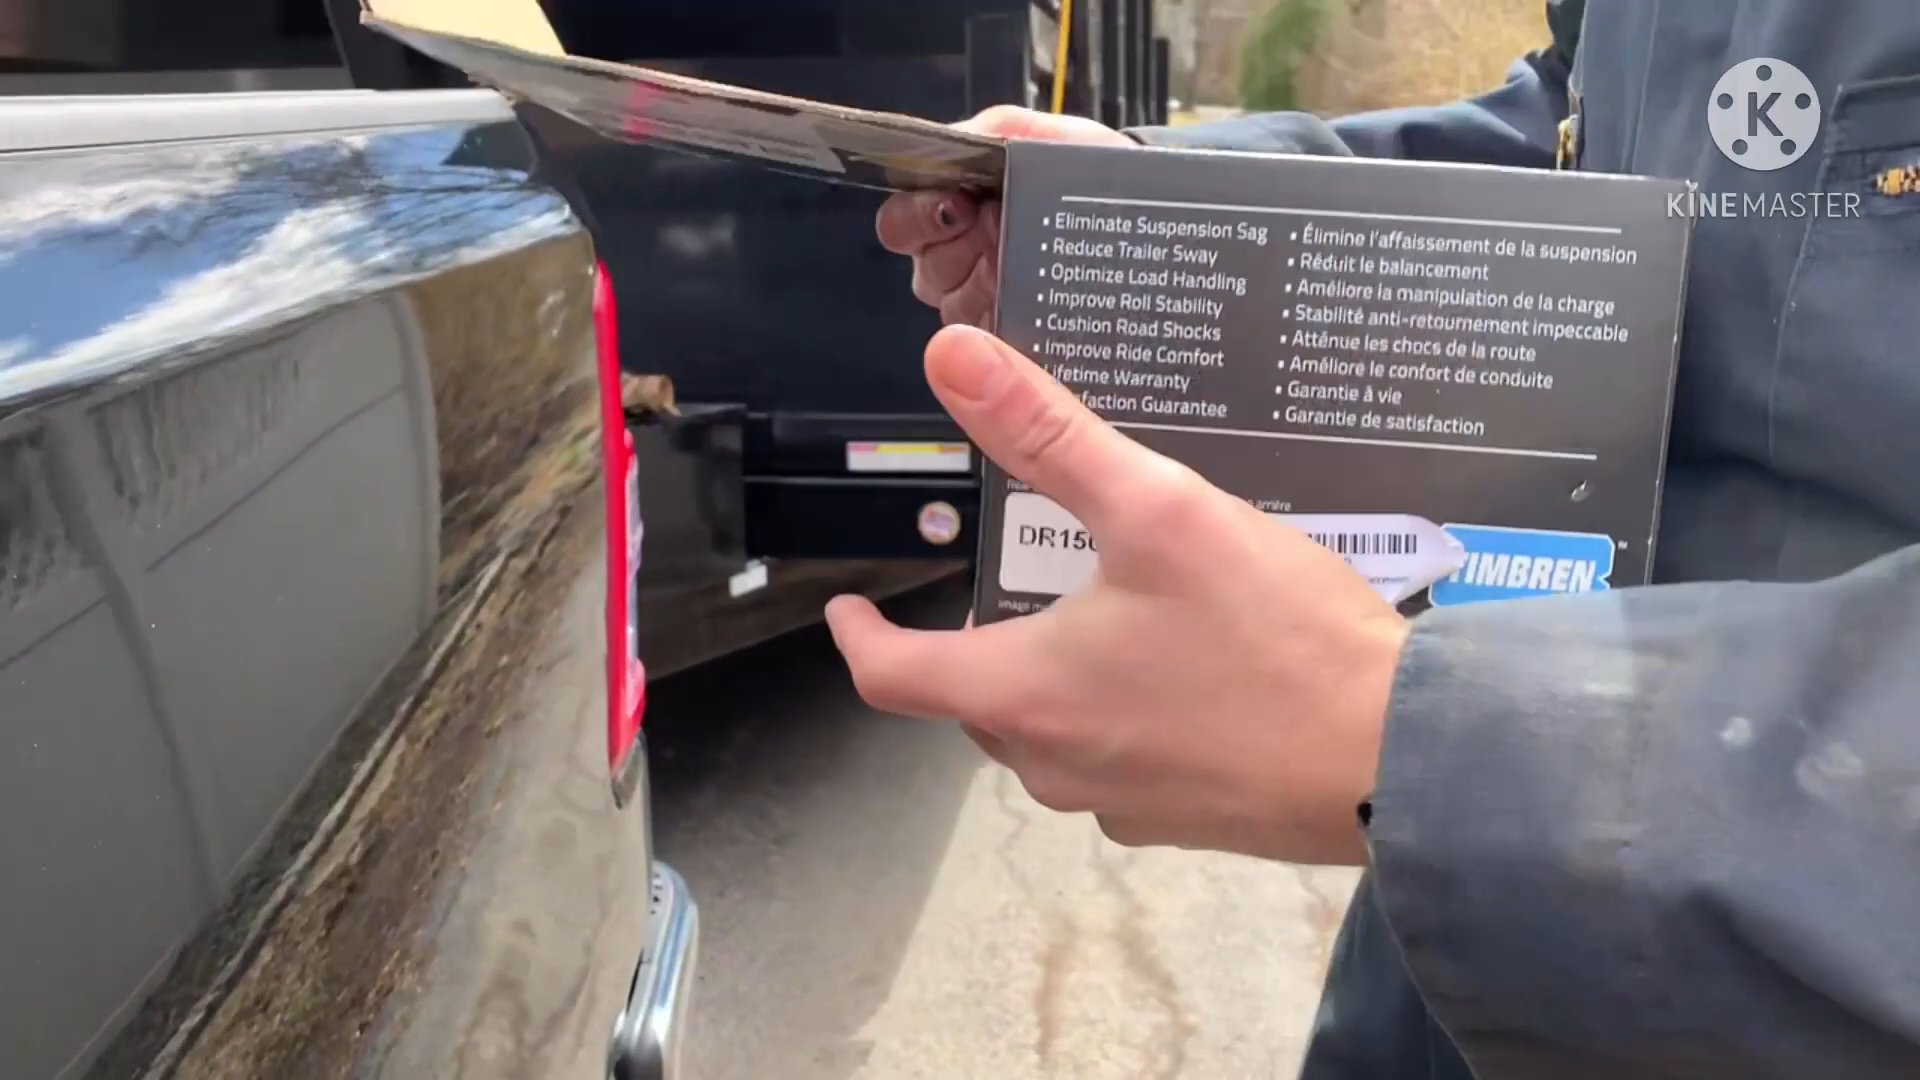 KINEMASTER
• Eliminate Suspension Sag
• Reduce Trailer Sway
• Optimize Load Handling
• Improve Roll Stability
• Cushion Road Shocks
• Improve Ride Comfort
Lifetime Warranty
faction Guarantee
• Élimine l'affaissement de la suspension
• Réduit le balancement
• Améliore la manipulation de la charge
• Stabilité anti-retournement impeccable
• Atténue les chocs de la route
• Améliore le confort de conduite
• Garantie à vie
• Garantie de satisfaction
arrière
DR150
image
TIMBREN™